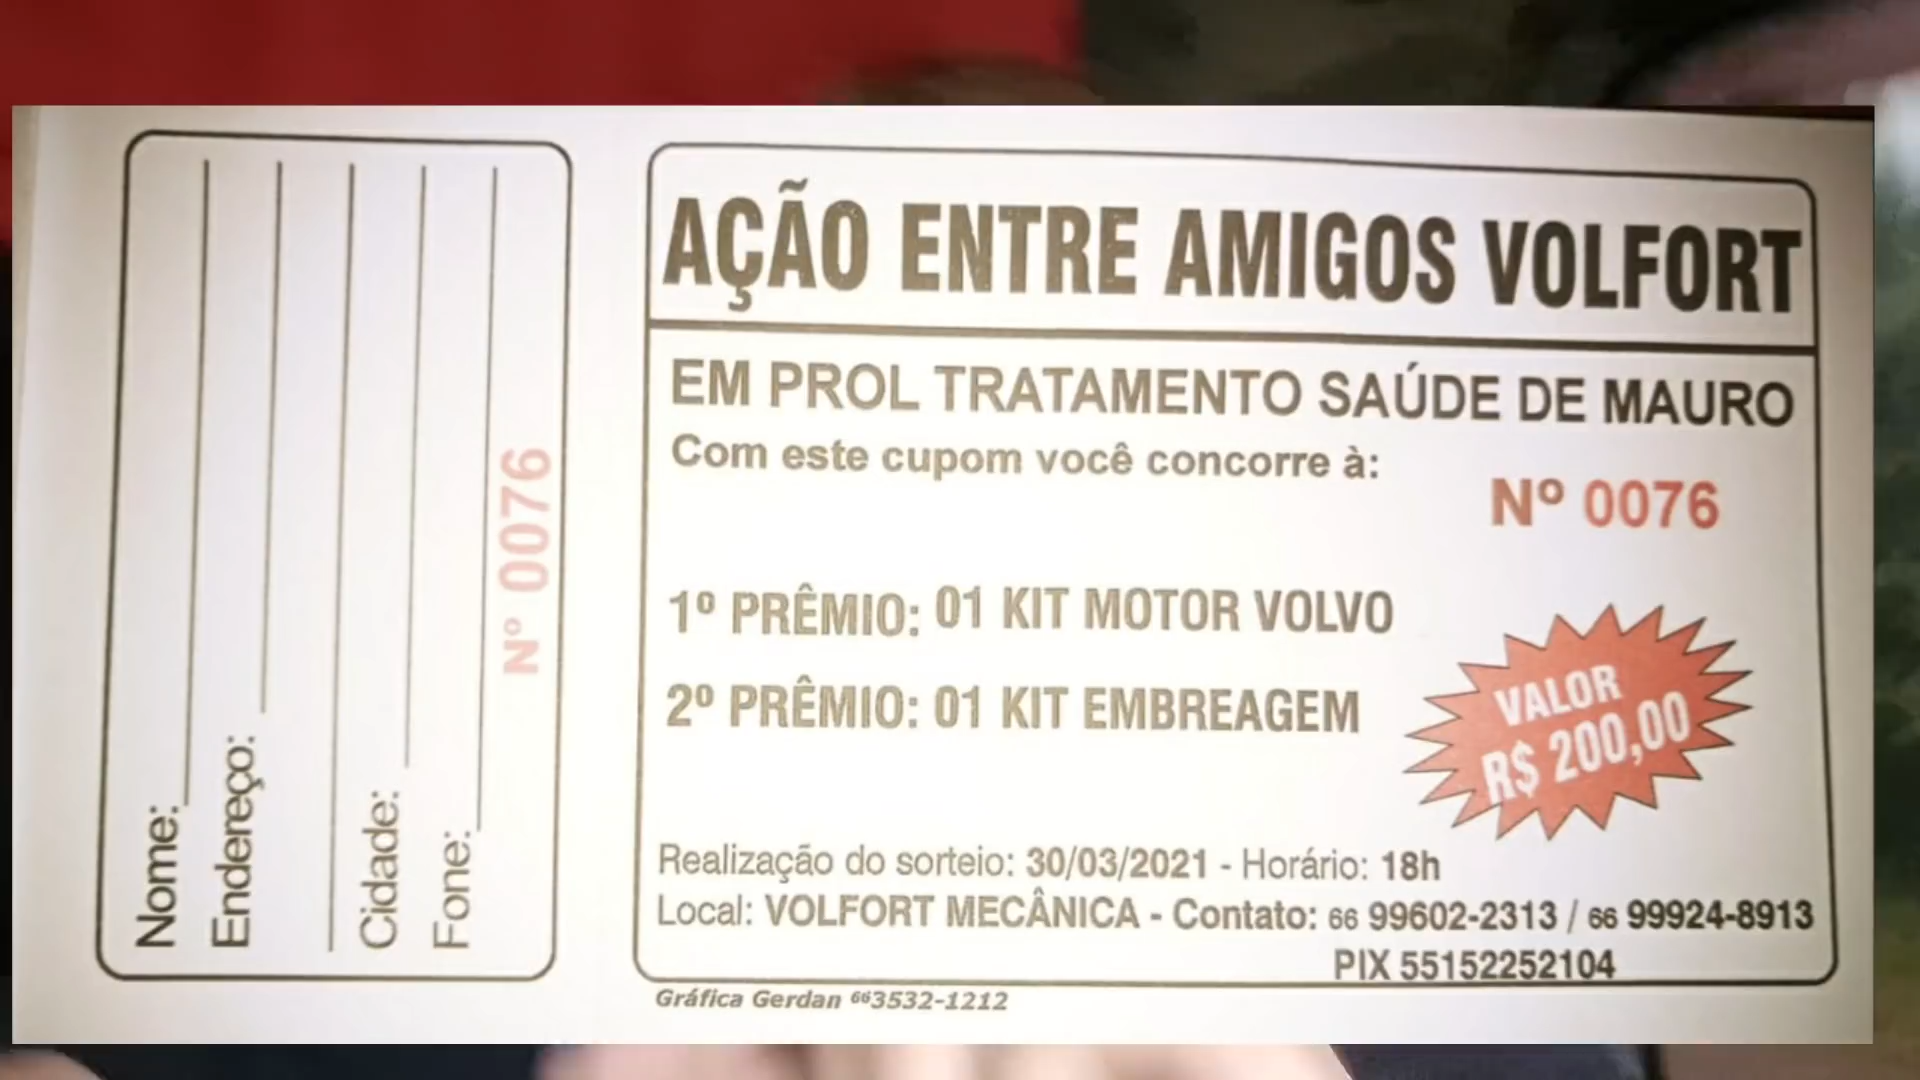 Nome:
Endereço:
Cidade:
Fone:
Nº 0076
AÇÃO ENTRE AMIGOS VOLFORT
EM PROL TRATAMENTO SAÚDE DE MAURO
Com este cupom você concorre à:
Nº 0076
1º PRÊMIO: 01 KIT MOTOR VOLVO
2º PRÊMIO: 01 KIT EMBREAGEM
VALOR
R$ 200,00
Realização do sorteio: 30/03/2021 - Horário: 18h
Local: VOLFORT MECÂNICA - Contato: 66 99602-2313 / 66 99924-8913
PIX 55152252104
Gráfica Gerdan 66 3532-1212